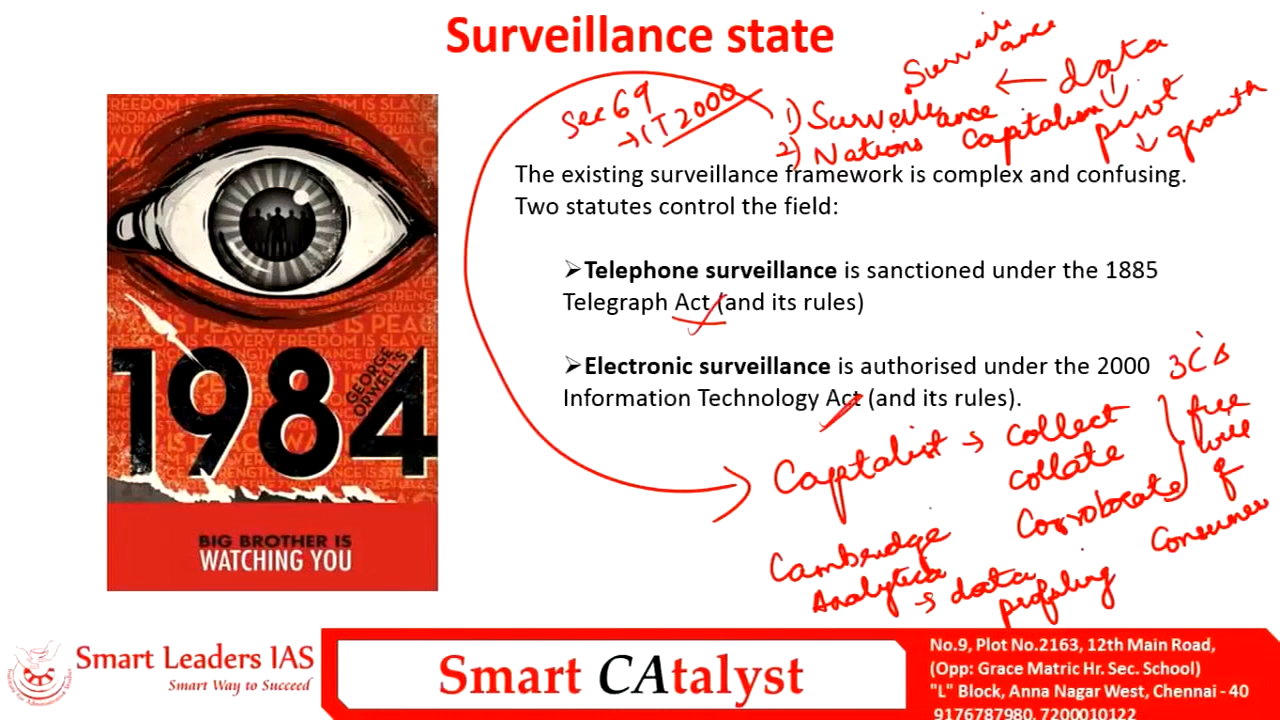 Surveillance state
Surveillance
← data
Sec 69
→ IT 2000
1) Surveillance Capitalism
2) Nations
pivot
growth
The existing surveillance framework is complex and confusing.
Two statutes control the field:
➢Telephone surveillance is sanctioned under the 1885
Telegraph Act (and its rules)
➢Electronic surveillance is authorised under the 2000
Information Technology Act (and its rules).
3C's
Capitalist → Collect
Collate
Corroborate
free
will
of
Consumer
Cambridge
Analytica
→ data
profiling
1984
GEORGE
ORWELL'S
BIG BROTHER IS
WATCHING YOU
Smart Leaders IAS
Smart Way to Succeed
Smart CAtalyst
No.9, Plot No.2163, 12th Main Road,
(Opp: Grace Matric Hr. Sec. School)
"L" Block, Anna Nagar West, Chennai - 40
9176787980, 7200010122